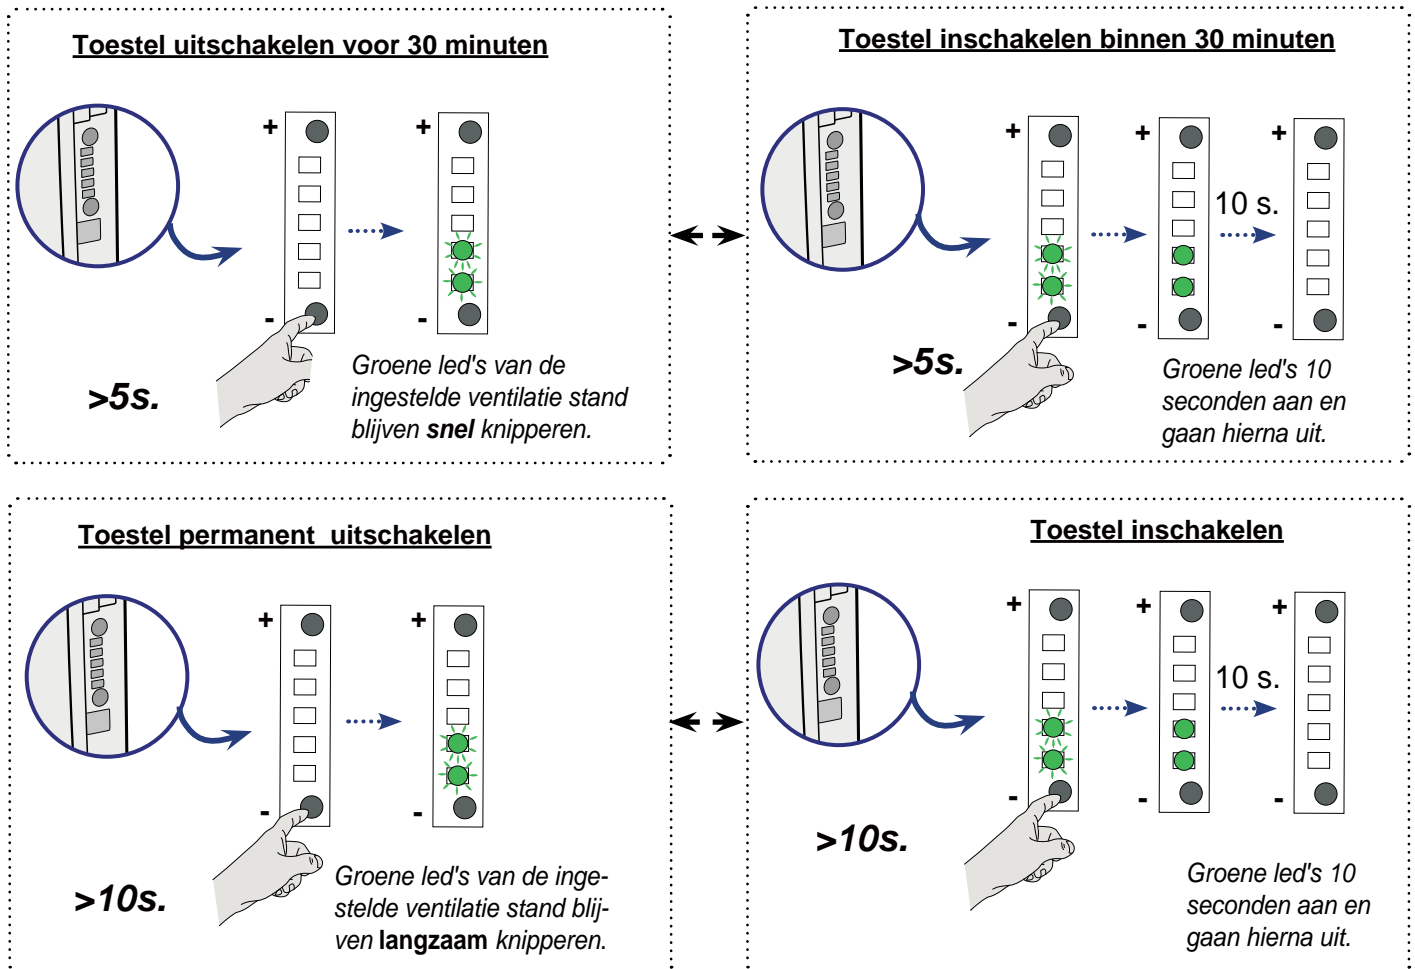 Toestel uitschakelen voor 30 minuten
+
+
-
-
>5s.
Groene led's van de
ingestelde ventilatie stand
blijven snel knipperen.
Toestel inschakelen binnen 30 minuten
+
+
+
10 s.
-
-
-
>5s.
Groene led's 10
seconden aan en
gaan hierna uit.
Toestel permanent uitschakelen
+
+
-
-
>10s.
Groene led's van de inge-
stelde ventilatie stand blij-
ven langzaam knipperen.
Toestel inschakelen
+
+
+
10 s.
-
-
-
>10s.
Groene led's 10
seconden aan en
gaan hierna uit.